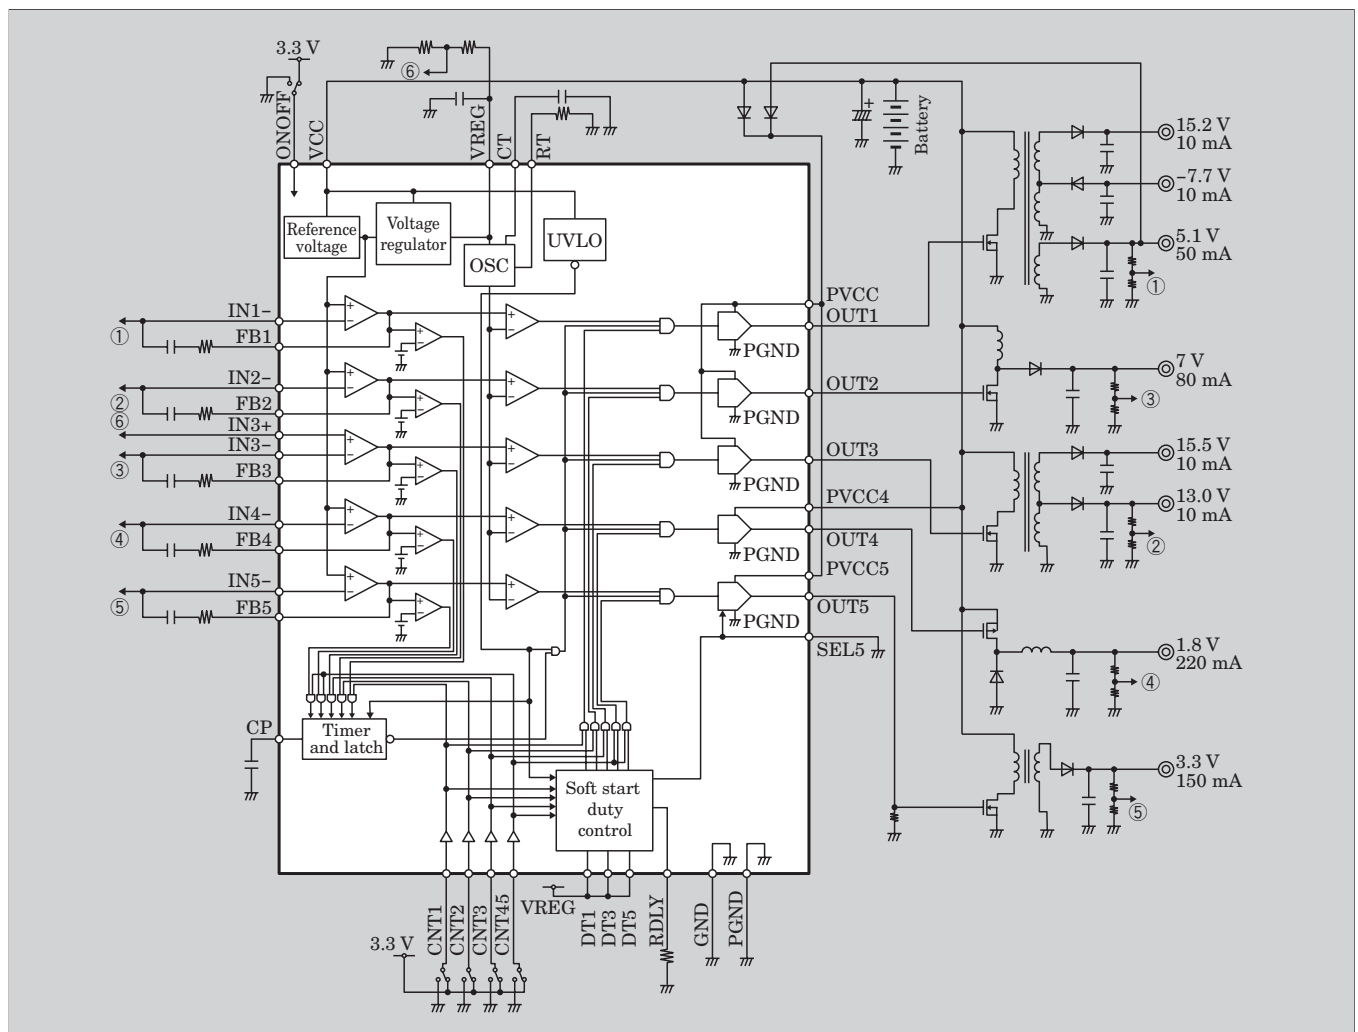 3.3 V
⑥
ONOFF
VCC
VREG
CT
RT
+
Battery
15.2 V
10 mA
−7.7 V
10 mA
5.1 V
50 mA
①
Reference
voltage
Voltage
regulator
OSC
UVLO
PVCC
OUT1
PGND
IN1−
①
FB1
+
−
+
−
+
−
IN2−
②
FB2
+
−
+
−
+
−
OUT2
PGND
7 V
80 mA
③
⑥
IN3+
IN3−
③
FB3
+
−
+
−
+
−
OUT3
PGND
15.5 V
10 mA
13.0 V
10 mA
②
PVCC4
IN4−
④
FB4
+
−
+
−
+
−
OUT4
PGND
PVCC5
IN5−
⑤
FB5
+
−
+
−
+
−
OUT5
PGND
SEL5
1.8 V
220 mA
④
CP
Timer
and latch
Soft start
duty
control
3.3 V
150 mA
⑤
VREG
CNT1
CNT2
CNT3
CNT45
DT1
DT3
DT5
RDLY
GND
PGND
3.3 V